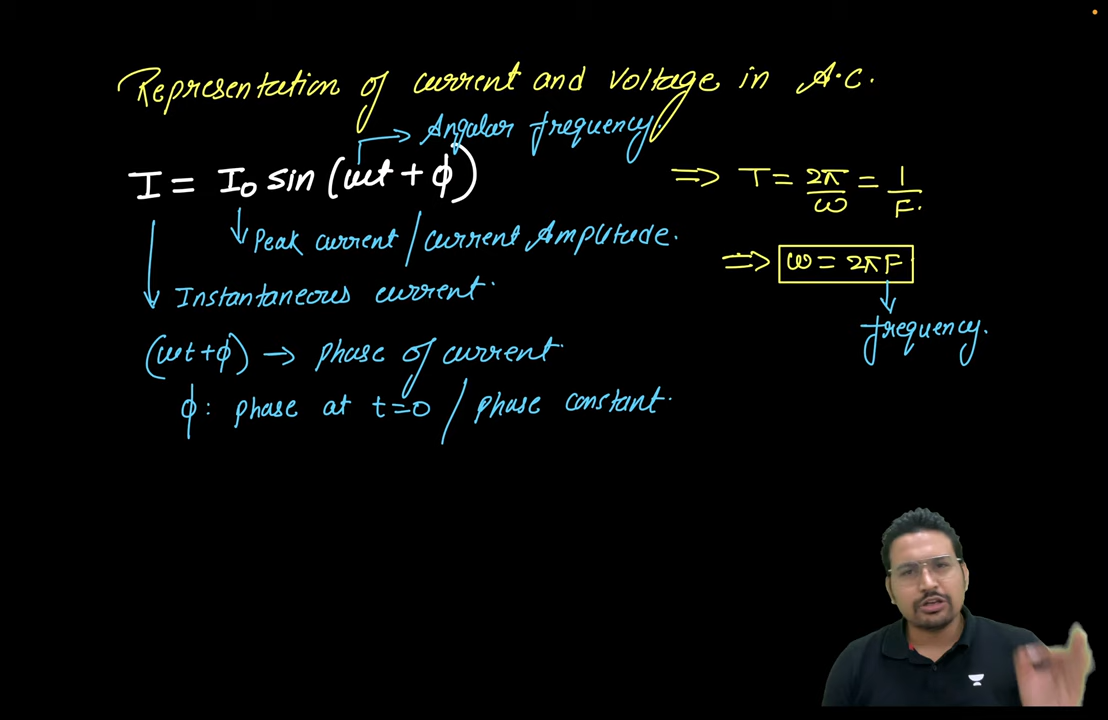 Representation of current and voltage in A.C.
Angular frequency.
I = I₀ sin (ωt + ϕ)
Peak current / current Amplitude.
Instantaneous current.
(ωt + ϕ) → phase of current.
ϕ : phase at t=0 / phase constant.
⇒ T = 2π/ω = 1/F.
⇒ ω = 2πF
frequency.